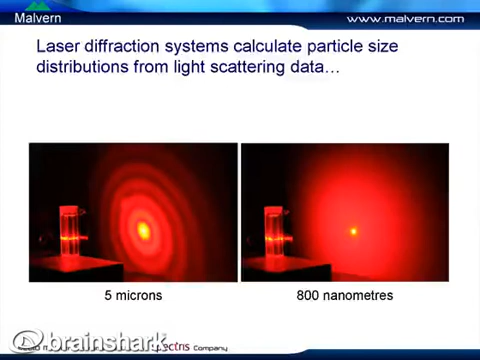 Malvern
www.malvern.com
Laser diffraction systems calculate particle size
distributions from light scattering data…
5 microns
800 nanometres
brainshark
Company